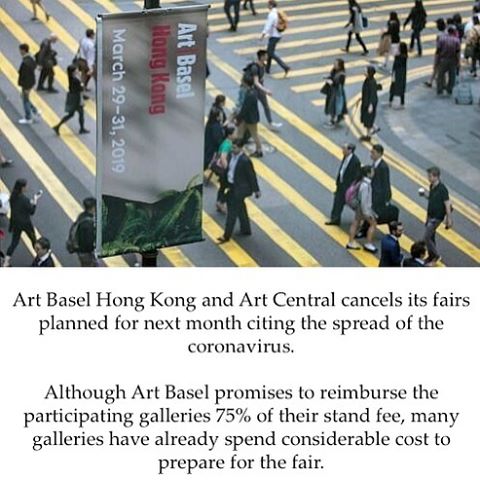 Art Basel
Hong Kong
March 29-31, 2019
Art Basel Hong Kong and Art Central cancels its fairs
planned for next month citing the spread of the
coronavirus.
Although Art Basel promises to reimburse the
participating galleries 75% of their stand fee, many
galleries have already spend considerable cost to
prepare for the fair.